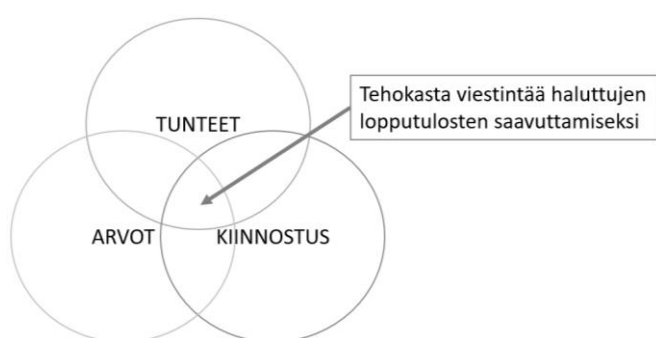 TUNTEET
Tehokasta viestintää haluttujen
lopputulosten saavuttamiseksi
ARVOT
KIINNOSTUS